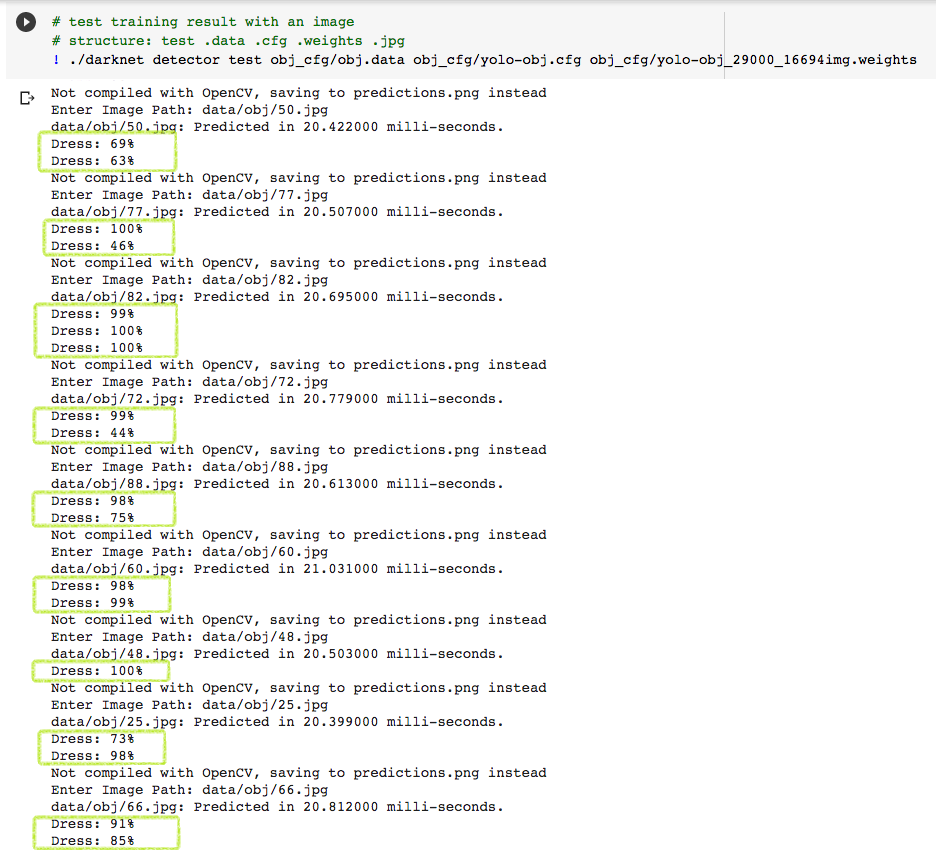 # test training result with an image
# structure: test .data .cfg .weights .jpg
! ./darknet detector test obj_cfg/obj.data obj_cfg/yolo-obj.cfg obj_cfg/yolo-obj_29000_16694img.weights
Not compiled with OpenCV, saving to predictions.png instead
Enter Image Path: data/obj/50.jpg
data/obj/50.jpg: Predicted in 20.422000 milli-seconds.
Dress: 69%
Dress: 63%
Not compiled with OpenCV, saving to predictions.png instead
Enter Image Path: data/obj/77.jpg
data/obj/77.jpg: Predicted in 20.507000 milli-seconds.
Dress: 100%
Dress: 46%
Not compiled with OpenCV, saving to predictions.png instead
Enter Image Path: data/obj/82.jpg
data/obj/82.jpg: Predicted in 20.695000 milli-seconds.
Dress: 99%
Dress: 100%
Dress: 100%
Not compiled with OpenCV, saving to predictions.png instead
Enter Image Path: data/obj/72.jpg
data/obj/72.jpg: Predicted in 20.779000 milli-seconds.
Dress: 99%
Dress: 44%
Not compiled with OpenCV, saving to predictions.png instead
Enter Image Path: data/obj/88.jpg
data/obj/88.jpg: Predicted in 20.613000 milli-seconds.
Dress: 98%
Dress: 75%
Not compiled with OpenCV, saving to predictions.png instead
Enter Image Path: data/obj/60.jpg
data/obj/60.jpg: Predicted in 21.031000 milli-seconds.
Dress: 98%
Dress: 99%
Not compiled with OpenCV, saving to predictions.png instead
Enter Image Path: data/obj/48.jpg
data/obj/48.jpg: Predicted in 20.503000 milli-seconds.
Dress: 100%
Not compiled with OpenCV, saving to predictions.png instead
Enter Image Path: data/obj/25.jpg
data/obj/25.jpg: Predicted in 20.399000 milli-seconds.
Dress: 73%
Dress: 98%
Not compiled with OpenCV, saving to predictions.png instead
Enter Image Path: data/obj/66.jpg
data/obj/66.jpg: Predicted in 20.812000 milli-seconds.
Dress: 91%
Dress: 85%